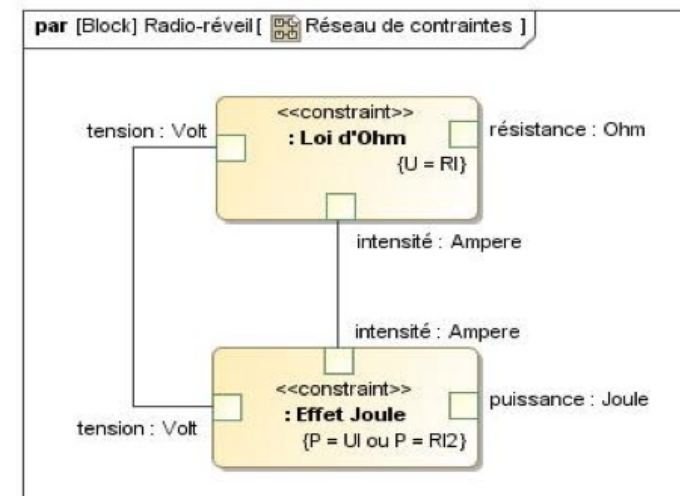 par [Block] Radio-réveil[ Réseau de contraintes ]
<<constraint>>
tension : Volt
: Loi d'Ohm
résistance : Ohm
{U = RI}
intensité : Ampere
intensité : Ampere
<<constraint>>
: Effet Joule
puissance : Joule
tension : Volt
{P = UI ou P = RI2}